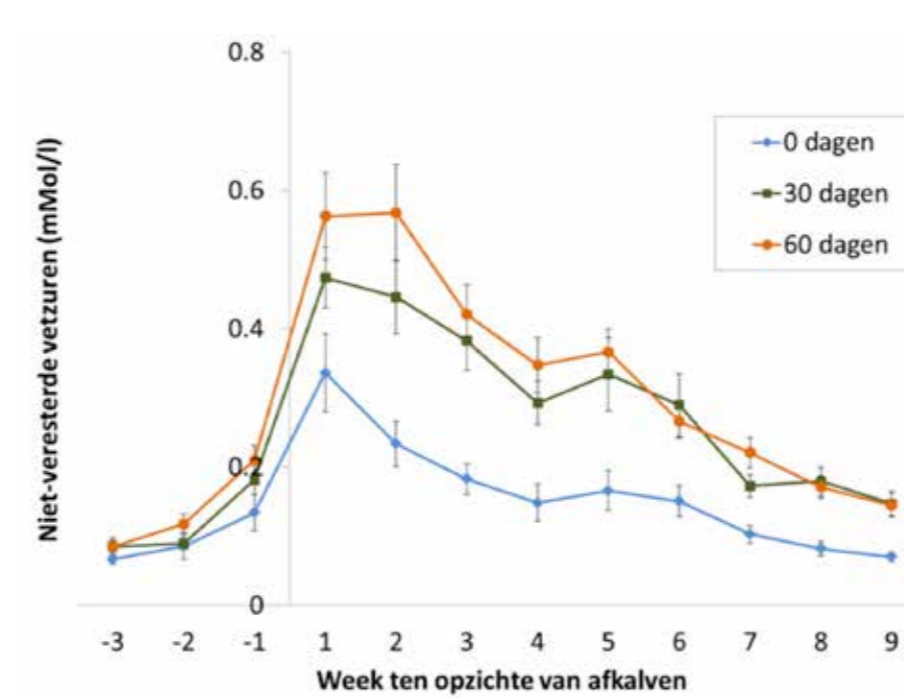 Niet-veresterde vetzuren (mMol/l)
0.8
0.6
0.4
0.2
0
0 dagen
30 dagen
60 dagen
-3 -2 -1 1 2 3 4 5 6 7 8 9
Week ten opzichte van afkalven